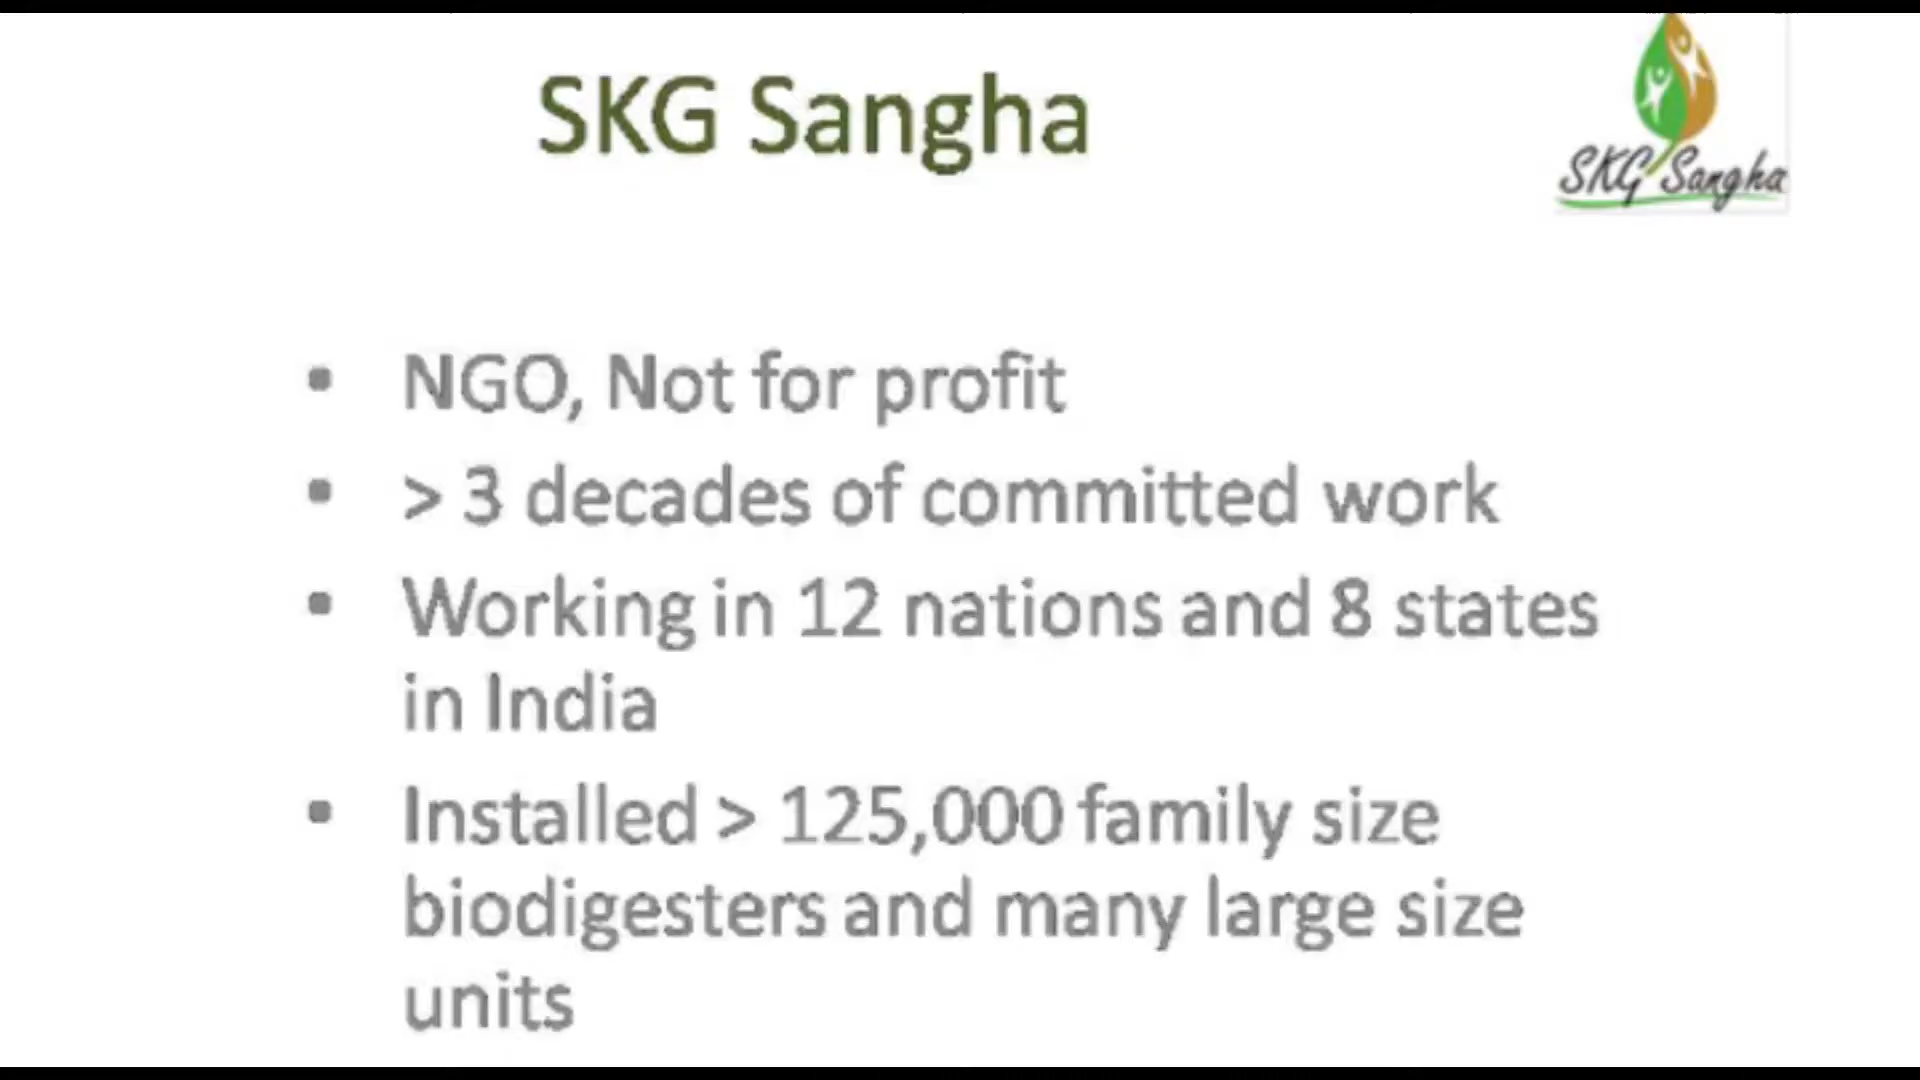 SKG Sangha
SKG Sangha
• NGO, Not for profit
• > 3 decades of committed work
• Working in 12 nations and 8 states
in India
• Installed > 125,000 family size
biodigesters and many large size
units